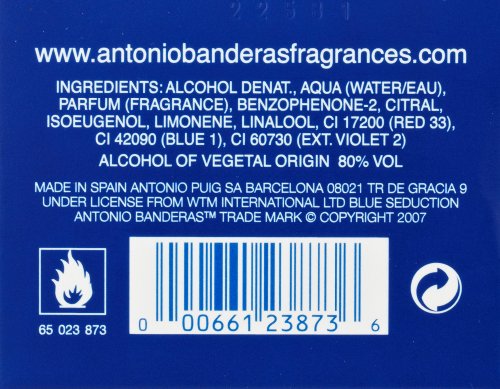 22581
www.antoniobanderasfragrances.com
INGREDIENTS: ALCOHOL DENAT., AQUA (WATER/EAU),
PARFUM (FRAGRANCE), BENZOPHENONE-2, CITRAL,
ISOEUGENOL, LIMONENE, LINALOOL, CI 17200 (RED 33),
CI 42090 (BLUE 1), CI 60730 (EXT. VIOLET 2)
ALCOHOL OF VEGETAL ORIGIN 80% VOL
MADE IN SPAIN ANTONIO PUIG SA BARCELONA 08021 TR DE GRACIA 9
UNDER LICENSE FROM WTM INTERNATIONAL LTD BLUE SEDUCTION
ANTONIO BANDERAS™ TRADE MARK © COPYRIGHT 2007
65 023 873
0 00661 23873 6